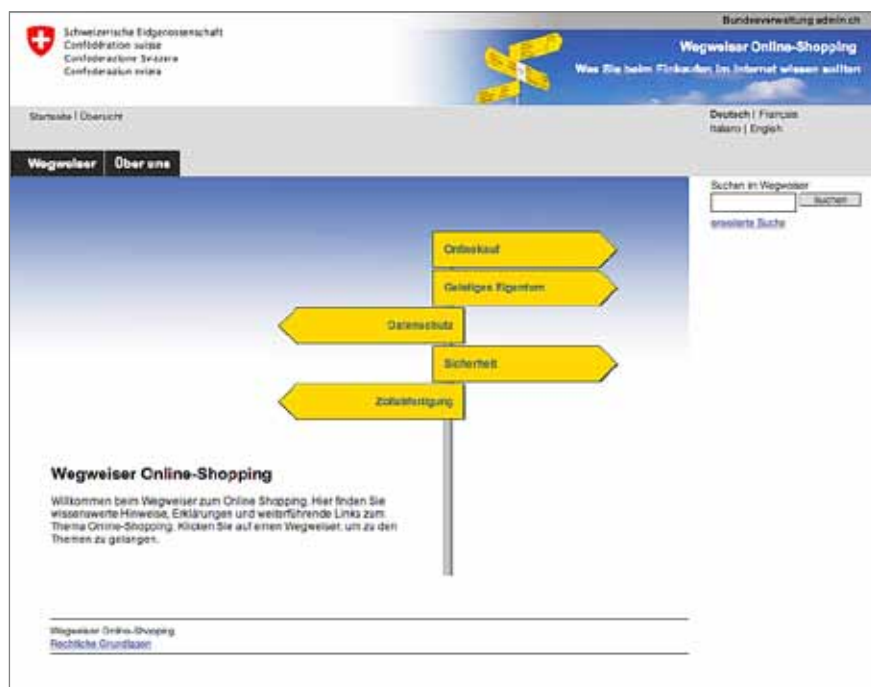 Bundesverwaltung admin.ch
Schweizerische Eidgenossenschaft
Confédération suisse
Confederazione Svizzera
Confederaziun svizra
Wegweiser Online-Shopping
Was Sie beim Einkaufen im Internet wissen sollten
Startseite | Übersicht
Deutsch | Français
Italiano | English
Wegweiser Über uns
Suchen in Wegweiser
Suchen
erweiterte Suche
Onlinekauf
Geistiges Eigentum
Datenschutz
Sicherheit
Zollabfertigung
Wegweiser Online-Shopping
Willkommen beim Wegweiser zum Online Shopping. Hier finden Sie
wissenswerte Hinweise, Erklärungen und weiterführende Links zum
Thema Online-Shopping. Klicken Sie auf einen Wegweiser, um zu den
Themen zu gelangen.
Wegweiser Online-Shopping
Rechtliche Grundlagen